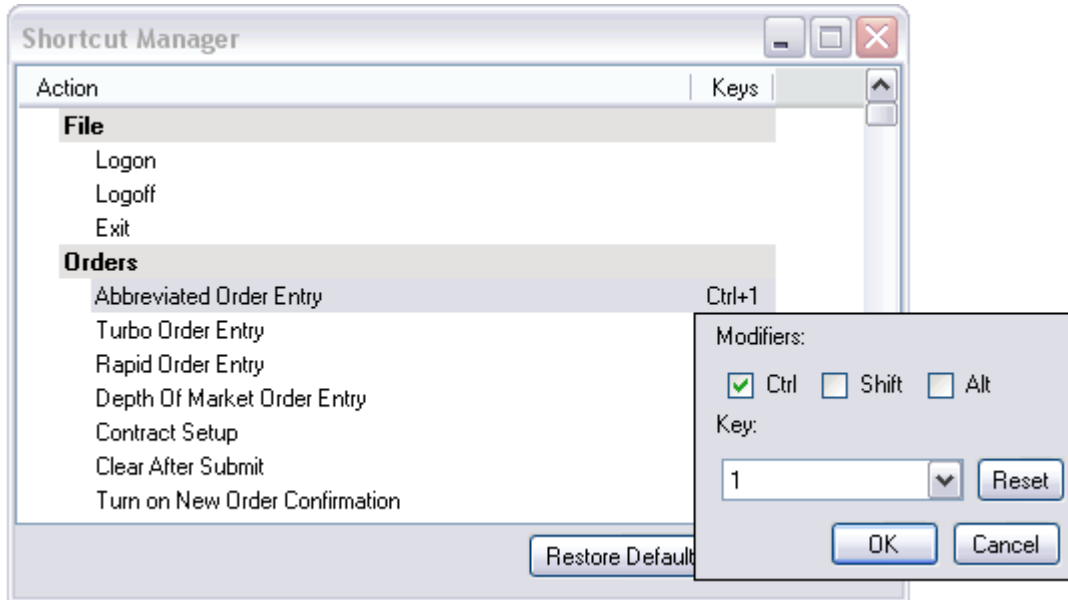 Shortcut Manager
Action Keys
File
Logon
Logoff
Exit
Orders
Abbreviated Order Entry Ctrl+1
Turbo Order Entry
Rapid Order Entry
Depth Of Market Order Entry
Contract Setup
Clear After Submit
Turn on New Order Confirmation
Restore Default
Modifiers:
Ctrl Shift Alt
Key:
1 Reset
OK Cancel